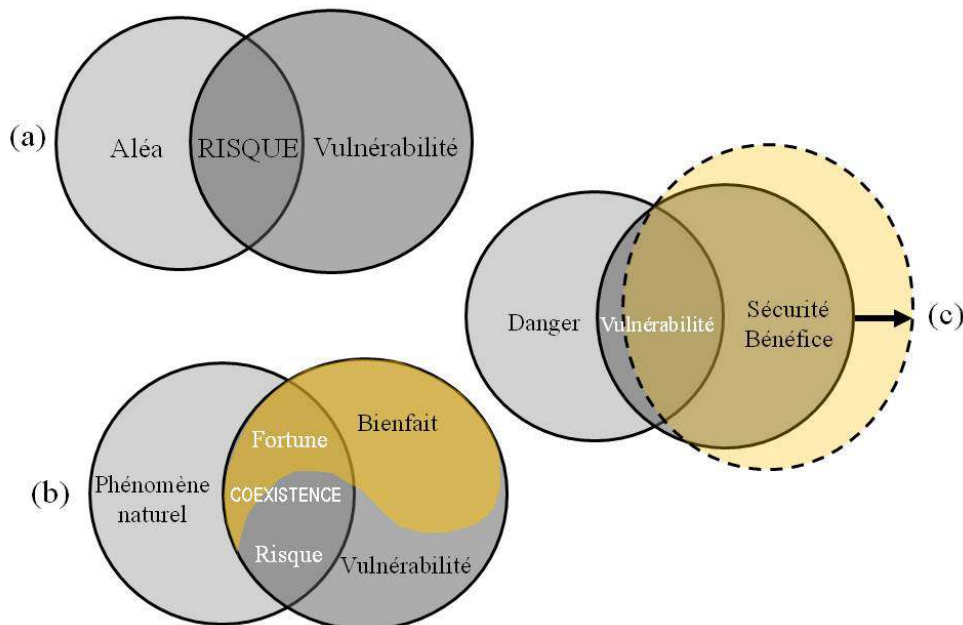 (a)
Aléa
RISQUE
Vulnérabilité
Danger
Vulnérabilité
Sécurité
Bénéfice
(c)
(b)
Phénomène
naturel
Fortune
Bienfait
COEXISTENCE
Risque
Vulnérabilité